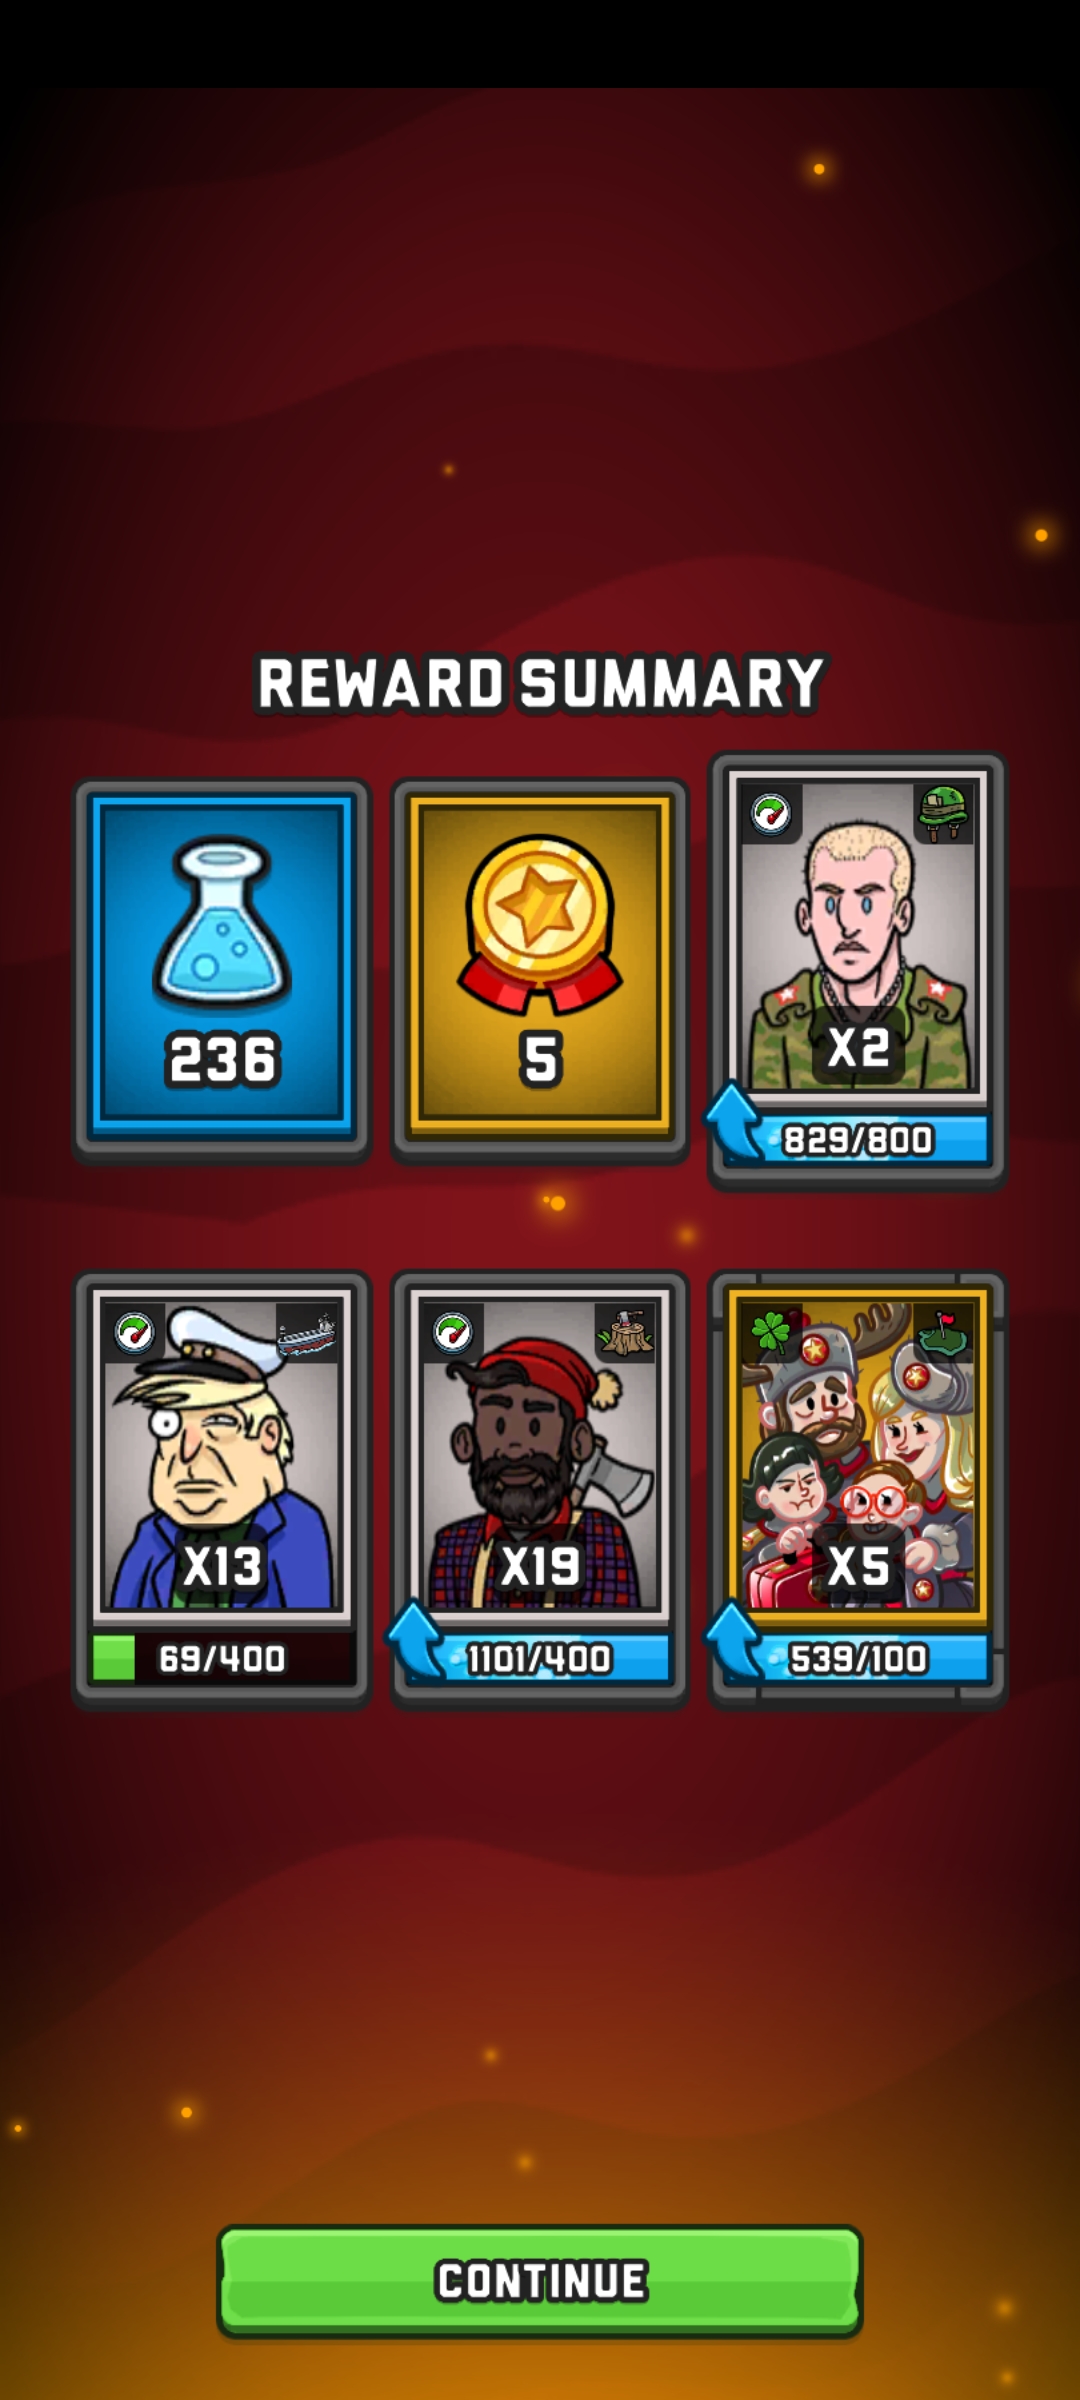 REWARD SUMMARY
236
5
X2
829/800
X13
69/400
X19
1101/400
X5
539/100
CONTINUE